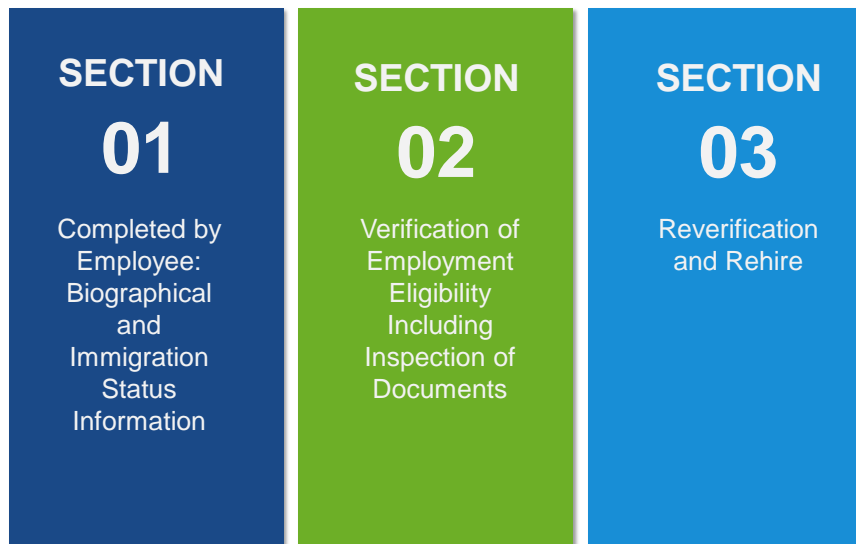 SECTION
01
Completed by
Employee:
Biographical
and
Immigration
Status
Information
SECTION
02
Verification of
Employment
Eligibility
Including
Inspection of
Documents
SECTION
03
Reverification
and Rehire